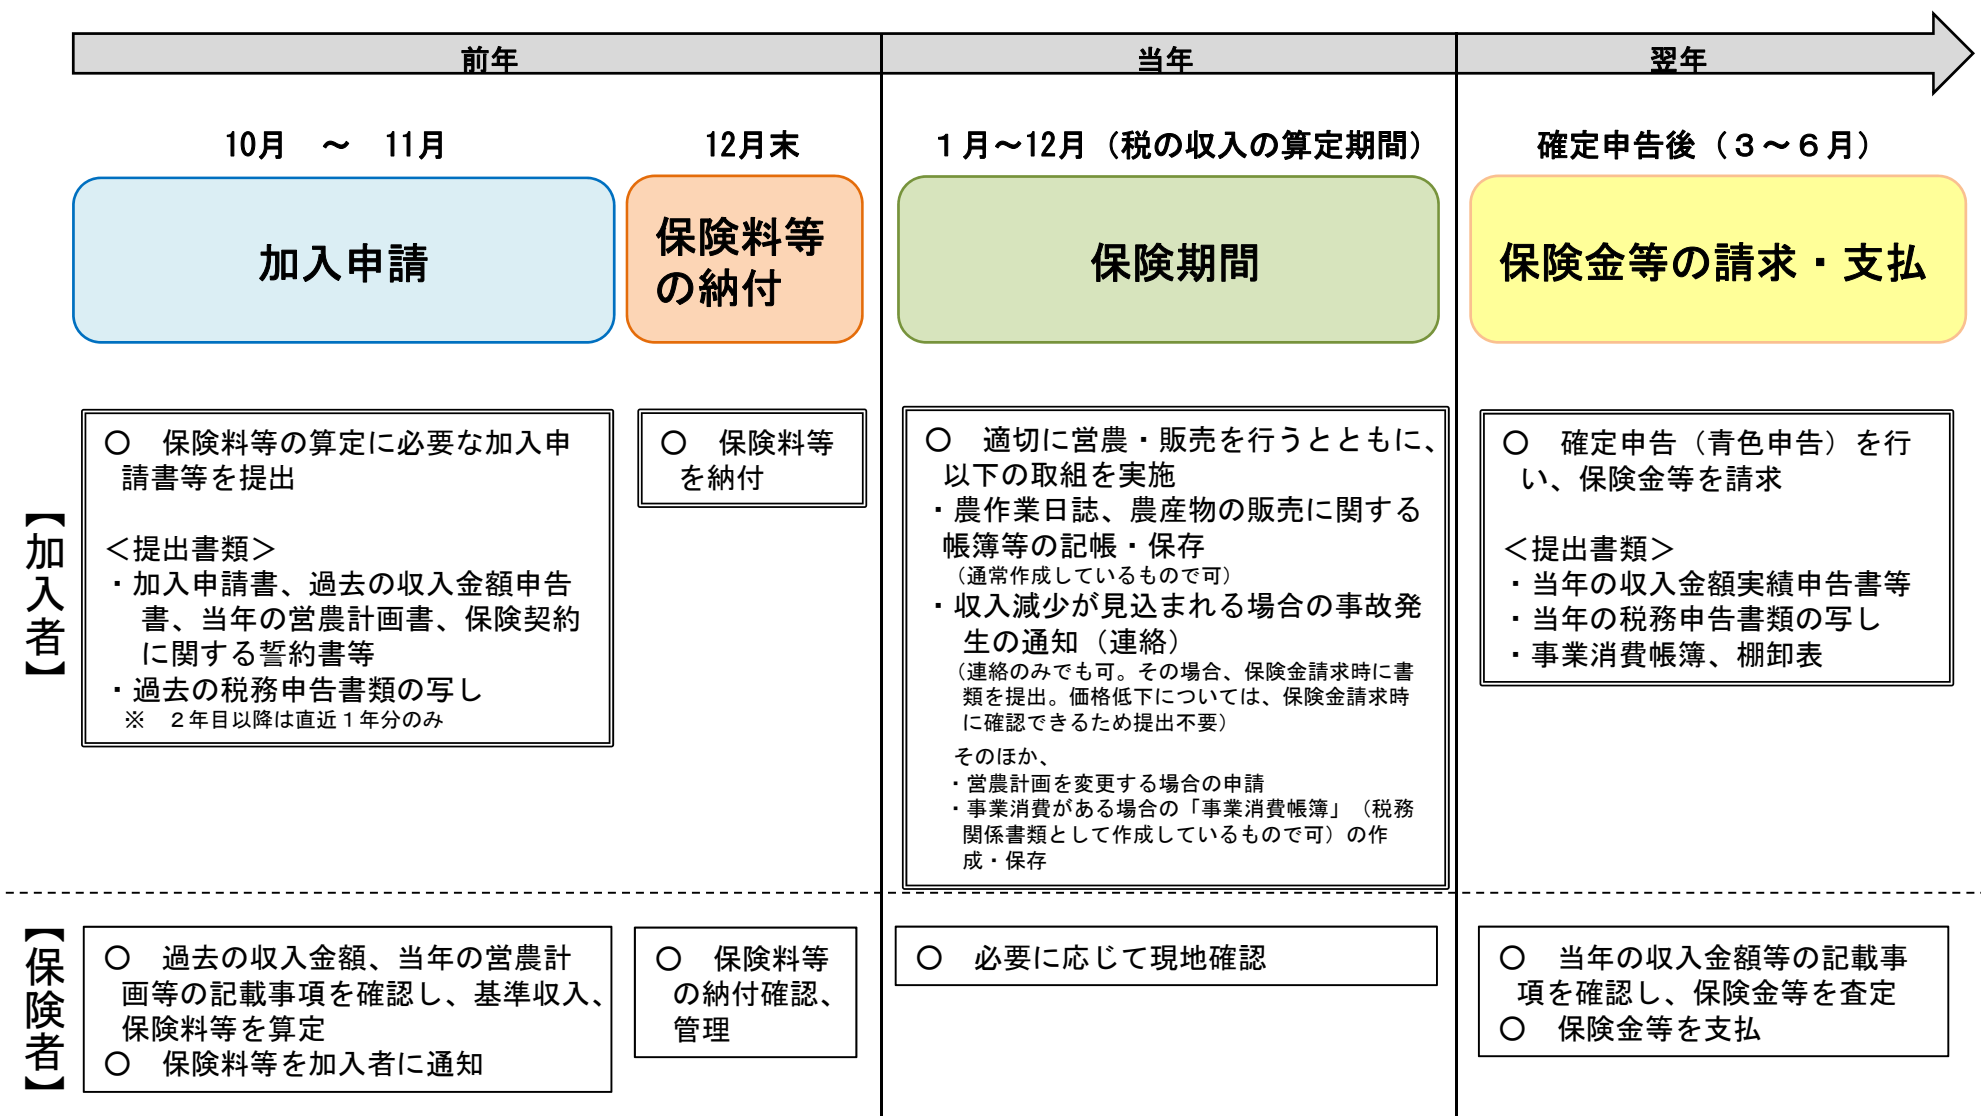 前年
当年
翌年
10月　～　11月
12月末
１月～12月（税の収入の算定期間）
確定申告後（３～６月）
加入申請
保険料等
の納付
保険期間
保険金等の請求・支払
【加入者】
○　保険料等の算定に必要な加入申
請書等を提出
＜提出書類＞
・加入申請書、過去の収入金額申告
書、当年の営農計画書、保険契約
に関する誓約書等
・過去の税務申告書類の写し
※　２年目以降は直近１年分のみ
○　保険料等
を納付
○　適切に営農・販売を行うとともに、
以下の取組を実施
・農作業日誌、農産物の販売に関する
帳簿等の記帳・保存
（通常作成しているもので可）
・収入減少が見込まれる場合の事故発
生の通知（連絡）
（連絡のみでも可。その場合、保険金請求時に書
類を提出。価格低下については、保険金請求時
に確認できるため提出不要）
そのほか、
・営農計画を変更する場合の申請
・事業消費がある場合の「事業消費帳簿」（税務
関係書類として作成しているもので可）の作
成・保存
○　確定申告（青色申告）を行
い、保険金等を請求
＜提出書類＞
・当年の収入金額実績申告書等
・当年の税務申告書類の写し
・事業消費帳簿、棚卸表
【保険者】
○　過去の収入金額、当年の営農計
画等の記載事項を確認し、基準収入、
保険料等を算定
○　保険料等を加入者に通知
○　保険料等
の納付確認、
管理
○　必要に応じて現地確認
○　当年の収入金額等の記載事
項を確認し、保険金等を査定
○　保険金等を支払